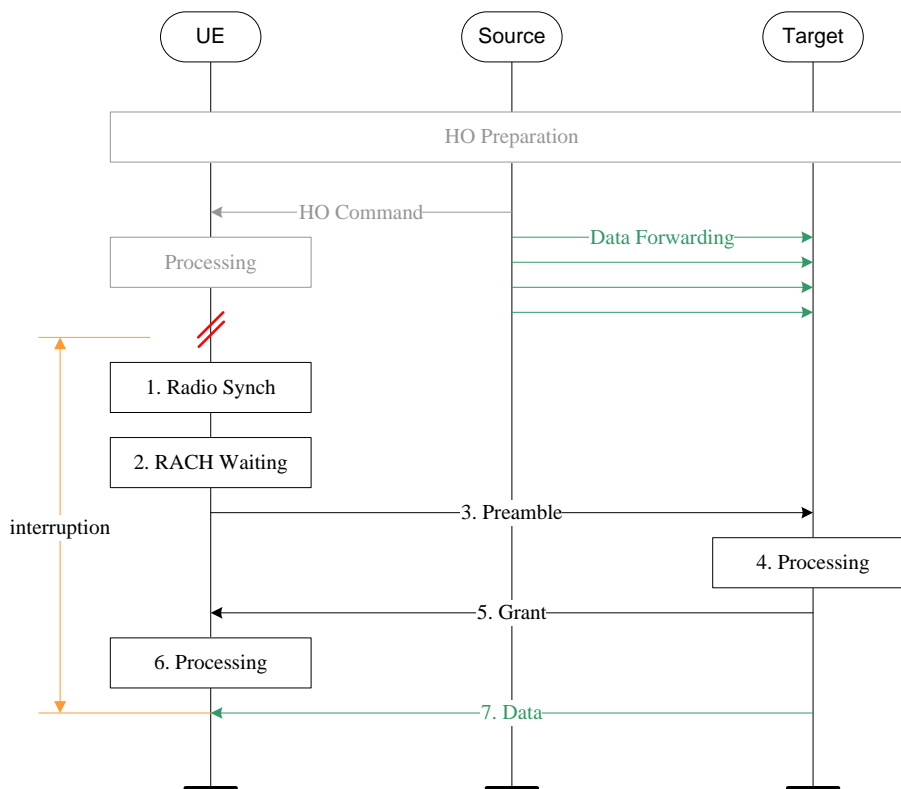 UE
Source
Target
HO Preparation
HO Command
Data Forwarding
Processing
1. Radio Synch
2. RACH Waiting
3. Preamble
interruption
4. Processing
5. Grant
6. Processing
7. Data